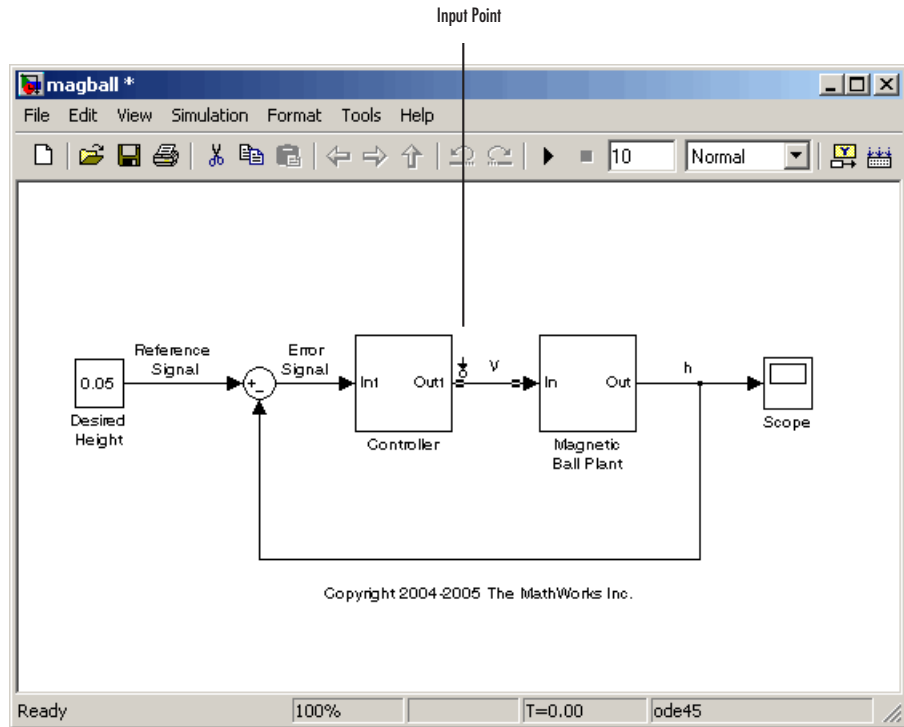 Input Point
magball *
File Edit View Simulation Format Tools Help
10 Normal
Reference
Signal
Error
Signal
V
h
0.05
+
-
In1 Out1
In Out
Desired
Height
Controller
Magnetic
Ball Plant
Scope
Copyright 2004-2005 The MathWorks Inc.
Ready 100% T=0.00 ode45